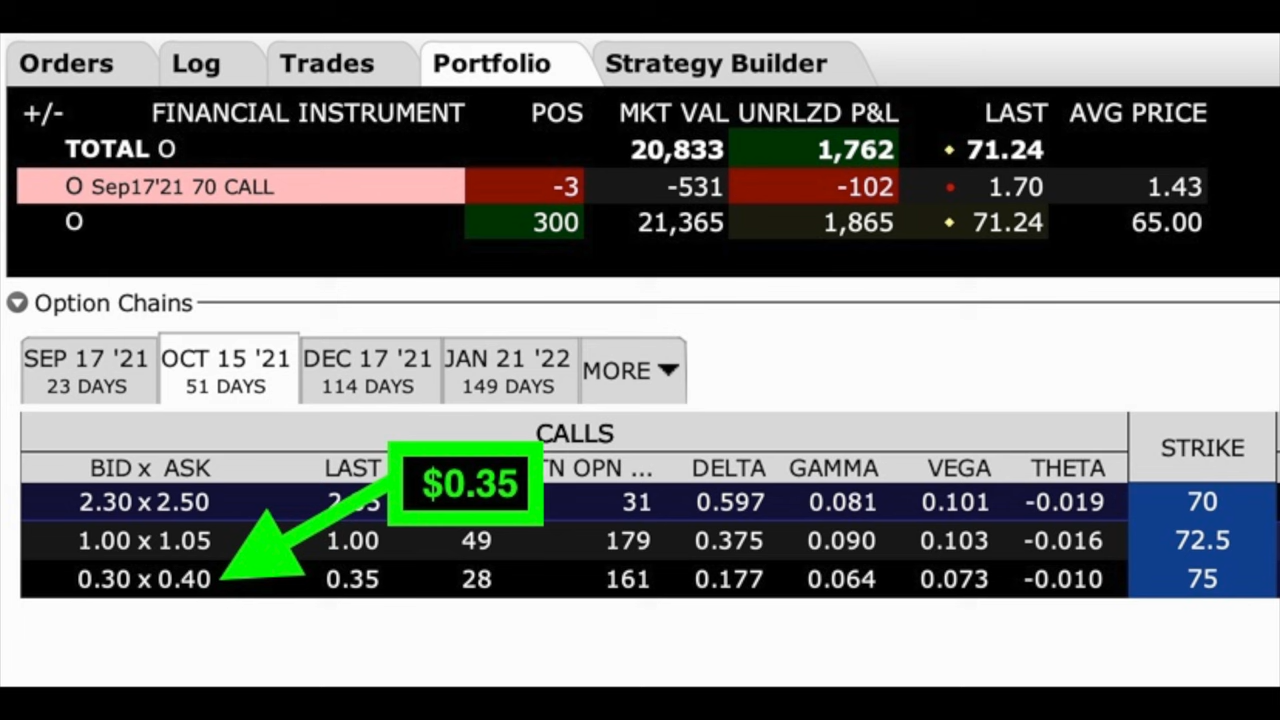 Orders Log Trades Portfolio Strategy Builder
+/- FINANCIAL INSTRUMENT POS MKT VAL UNRLZD P&L LAST AVG PRICE
TOTAL O 20,833 1,762 71.24
O Sep17'21 70 CALL -3 -531 -102 1.70 1.43
O 300 21,365 1,865 71.24 65.00
Option Chains
SEP 17 '21 OCT 15 '21 DEC 17 '21 JAN 21 '22 MORE
23 DAYS 51 DAYS 114 DAYS 149 DAYS
CALLS STRIKE
BID x ASK LAST $0.35 OPN ... DELTA GAMMA VEGA THETA
2.30 x 2.50 31 0.597 0.081 0.101 -0.019 70
1.00 x 1.05 1.00 49 179 0.375 0.090 0.103 -0.016 72.5
0.30 x 0.40 0.35 28 161 0.177 0.064 0.073 -0.010 75